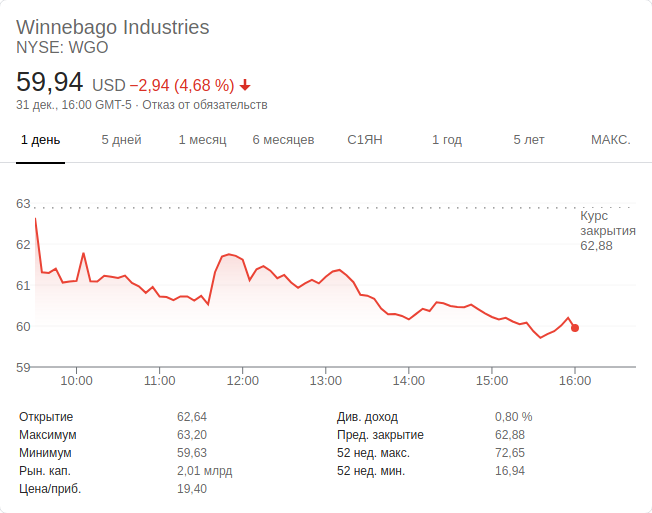 Winnebago Industries
NYSE: WGO
59,94 USD −2,94 (4,68 %)
31 дек., 16:00 GMT-5 · Отказ от обязательств
1 день 5 дней 1 месяц 6 месяцев С1ЯН 1 год 5 лет МАКС.
63
Курс
закрытия
62,88
62
61
60
59
10:00 11:00 12:00 13:00 14:00 15:00 16:00
Открытие 62,64 Див. доход 0,80 %
Максимум 63,20 Пред. закрытие 62,88
Минимум 59,63 52 нед. макс. 72,65
Рын. кап. 2,01 млрд 52 нед. мин. 16,94
Цена/приб. 19,40